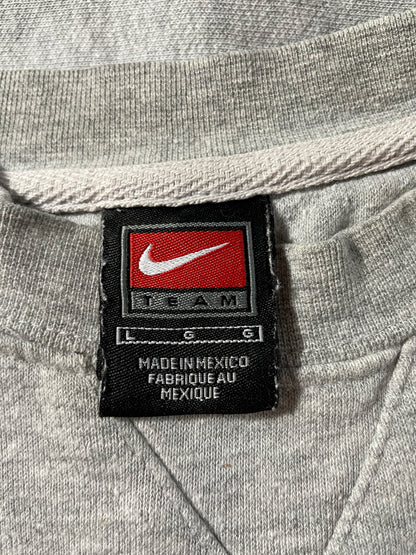 TEAM
L G G
MADE IN MEXICO
FABRIQUE AU
MEXIQUE